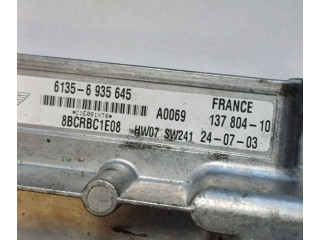 6135-6 935 645
A0069
FRANCE
137 804-10
8BCRBC1E08
HW07 SW241
24-07-03